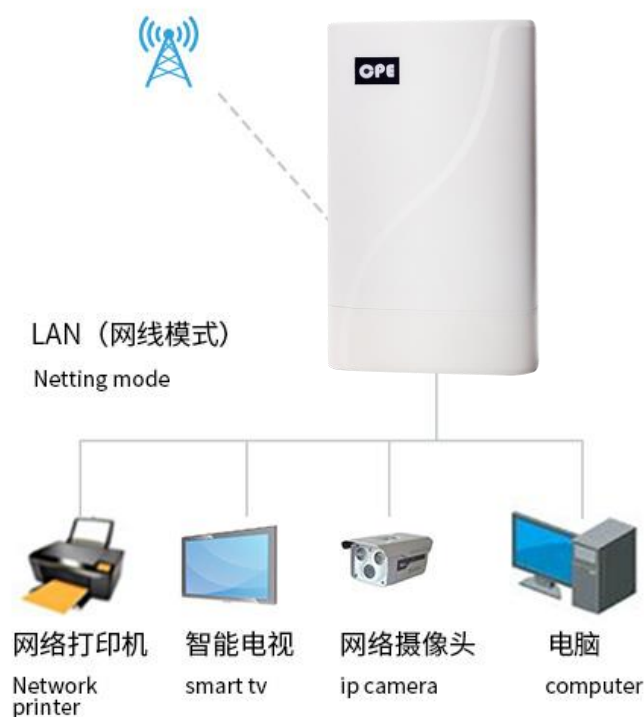 CPE
LAN（网线模式）
Netting mode
网络打印机
智能电视
网络摄像头
电脑
Network
printer
smart tv
ip camera
computer